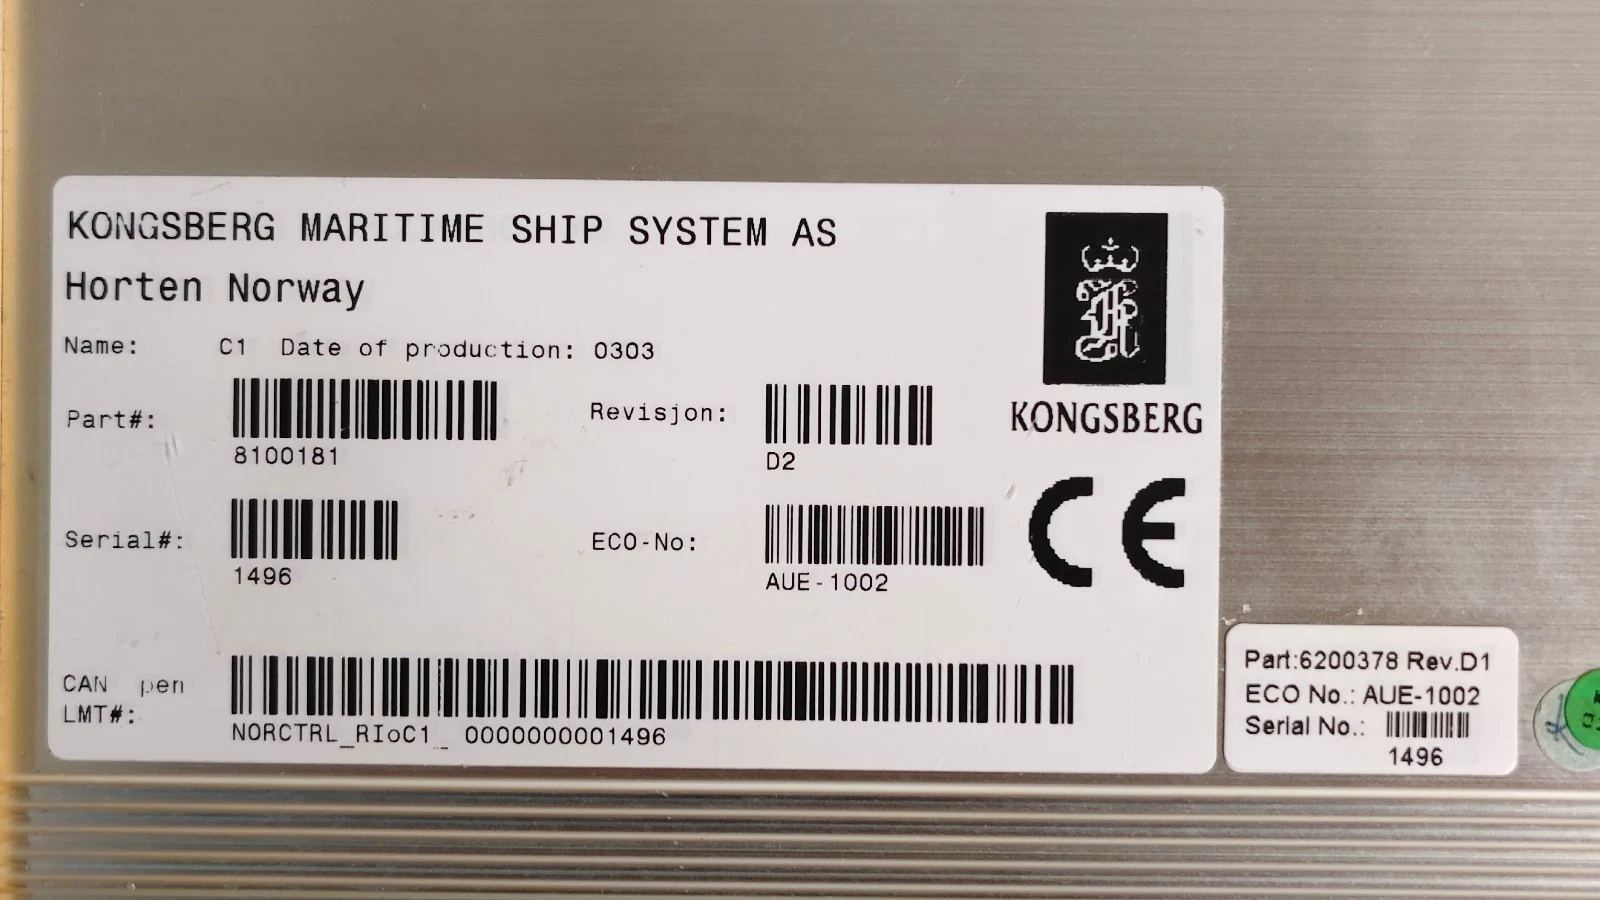 KONGSBERG MARITIME SHIP SYSTEM AS
Horten Norway
Name: C1 Date of production: 0303
Part#: 8100181
Revisjon: D2
Serial#: 1496
ECO-No: AUE-1002
CAN pen
LMT#: NORCTRL_RIoC1_ 0000000001496
KONGSBERG
CE
Part:6200378 Rev.D1
ECO No.: AUE-1002
Serial No.:
1496